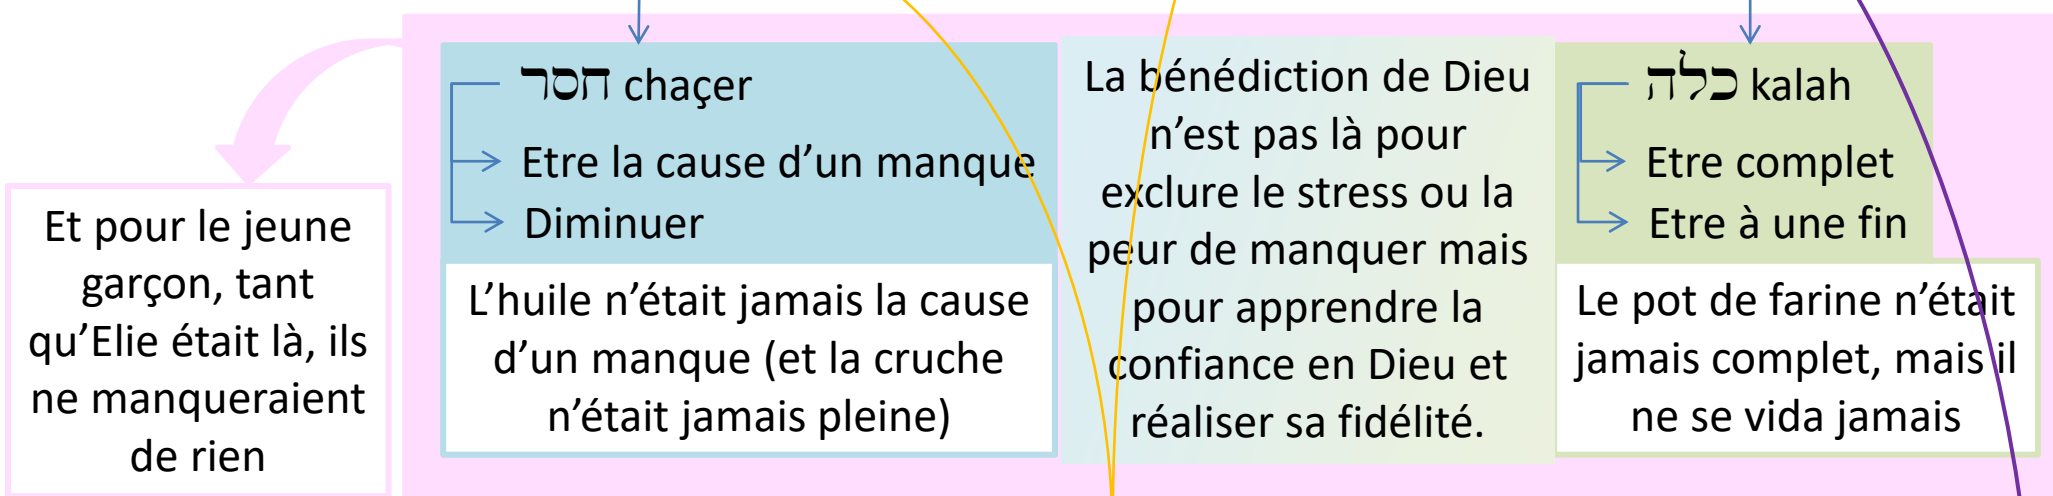 Et pour le jeune
garçon, tant
qu’Elie était là, ils
ne manqueraient
de rien
חסר chaçer
Etre la cause d’un manque
Diminuer
L’huile n’était jamais la cause
d’un manque (et la cruche
n’était jamais pleine)
La bénédiction de Dieu
n’est pas là pour
exclure le stress ou la
peur de manquer mais
pour apprendre la
confiance en Dieu et
réaliser sa fidélité.
כלה kalah
Etre complet
Etre à une fin
Le pot de farine n’était
jamais complet, mais il
ne se vida jamais